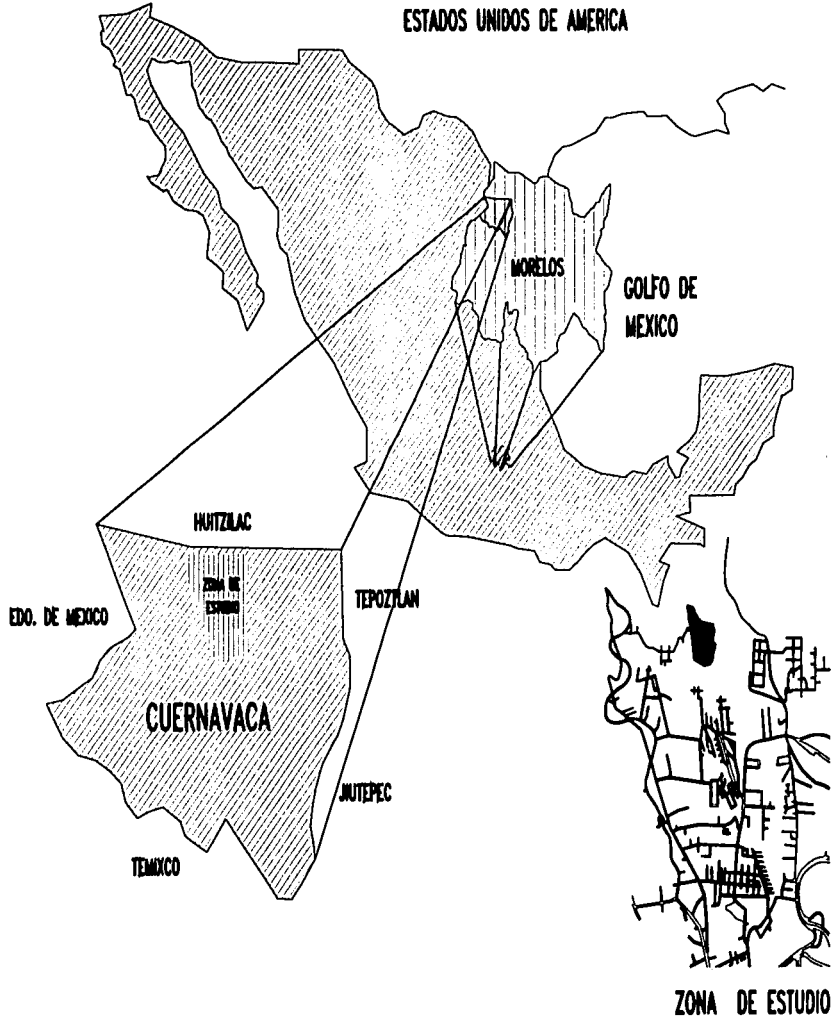 ESTADOS UNIDOS DE AMERICA
MORELOS
GOLFO DE
MEXICO
HUITZILAC
ZONA DE
ESTUDIO
TEPOZTLAN
EDO. DE MEXICO
CUERNAVACA
JIUTEPEC
TEMIXCO
ZONA DE ESTUDIO